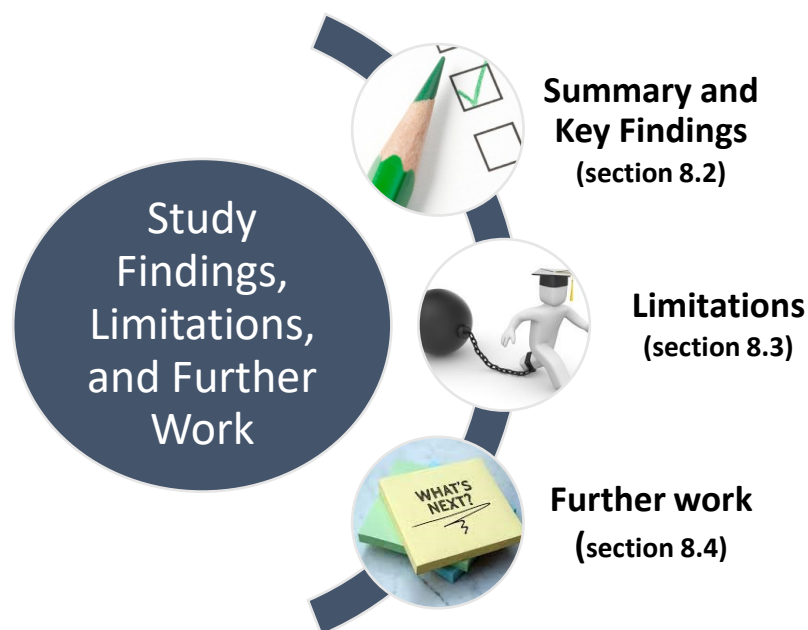 Study
Findings,
Limitations,
and Further
Work
Summary and
Key Findings
(section 8.2)
Limitations
(section 8.3)
WHAT'S
NEXT?
Further work
(section 8.4)